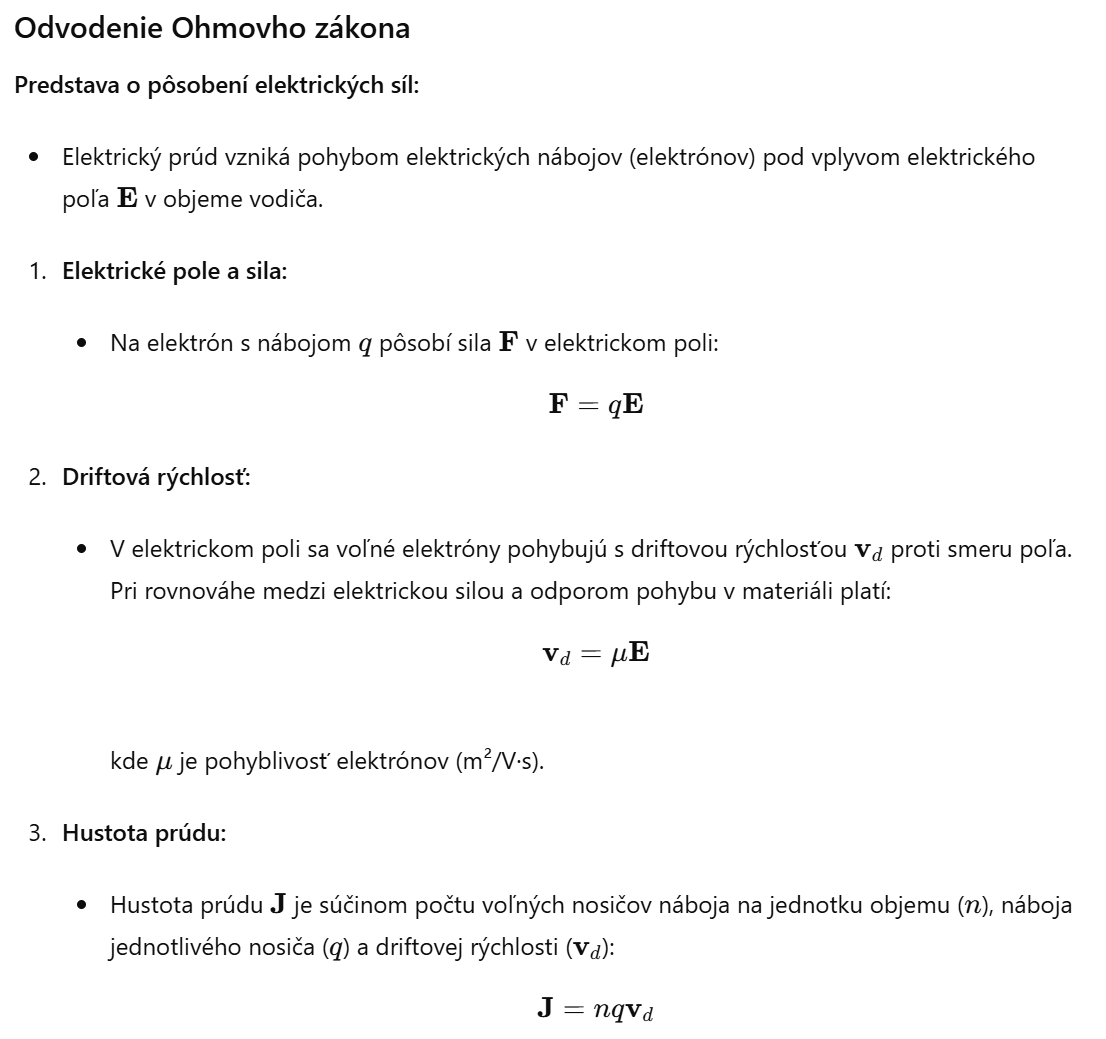 Odvodenie Ohmovho zákona
Predstava o pôsobení elektrických síl:
• Elektrický prúd vzniká pohybom elektrických nábojov (elektrónov) pod vplyvom elektrického
poľa E v objeme vodiča.
1. Elektrické pole a sila:
• Na elektrón s nábojom q pôsobí sila F v elektrickom poli:
F = qE
2. Driftová rýchlosť:
• V elektrickom poli sa voľné elektróny pohybujú s driftovou rýchlosťou v_d proti smeru poľa.
Pri rovnováhe medzi elektrickou silou a odporom pohybu v materiáli platí:
v_d = μE
kde μ je pohyblivosť elektrónov (m²/V·s).
3. Hustota prúdu:
• Hustota prúdu J je súčinom počtu voľných nosičov náboja na jednotku objemu (n), náboja
jednotlivého nosiča (q) a driftovej rýchlosti (v_d):
J = nqv_d